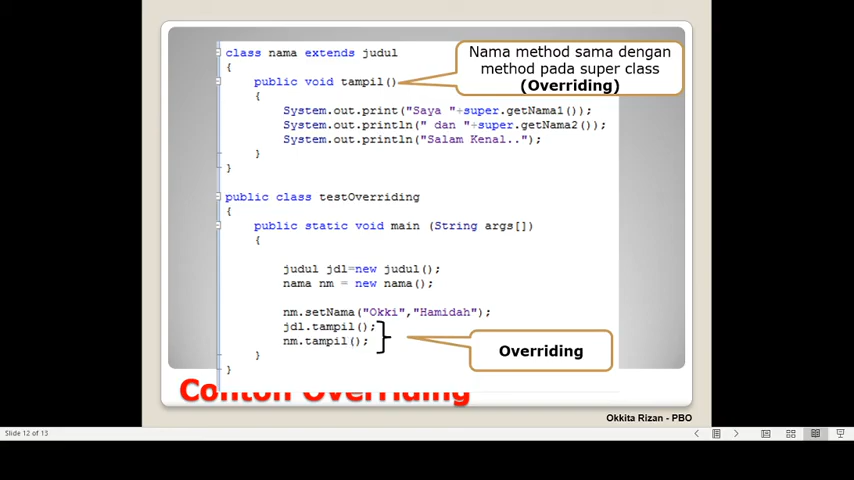 class nama extends judul
{
public void tampil()
{
System.out.print("Saya "+super.getNama1());
System.out.println(" dan "+super.getNama2());
System.out.println("Salam Kenal..");
}
}
Nama method sama dengan
method pada super class
(Overriding)
public class testOverriding
{
public static void main (String args[])
{
judul jdl=new judul();
nama nm = new nama();
nm.setNama("Okki","Hamidah");
jdl.tampil();
nm.tampil();
}
}
Overriding
Contoh Overriding
Okkita Rizan - PBO
Slide 12 of 13